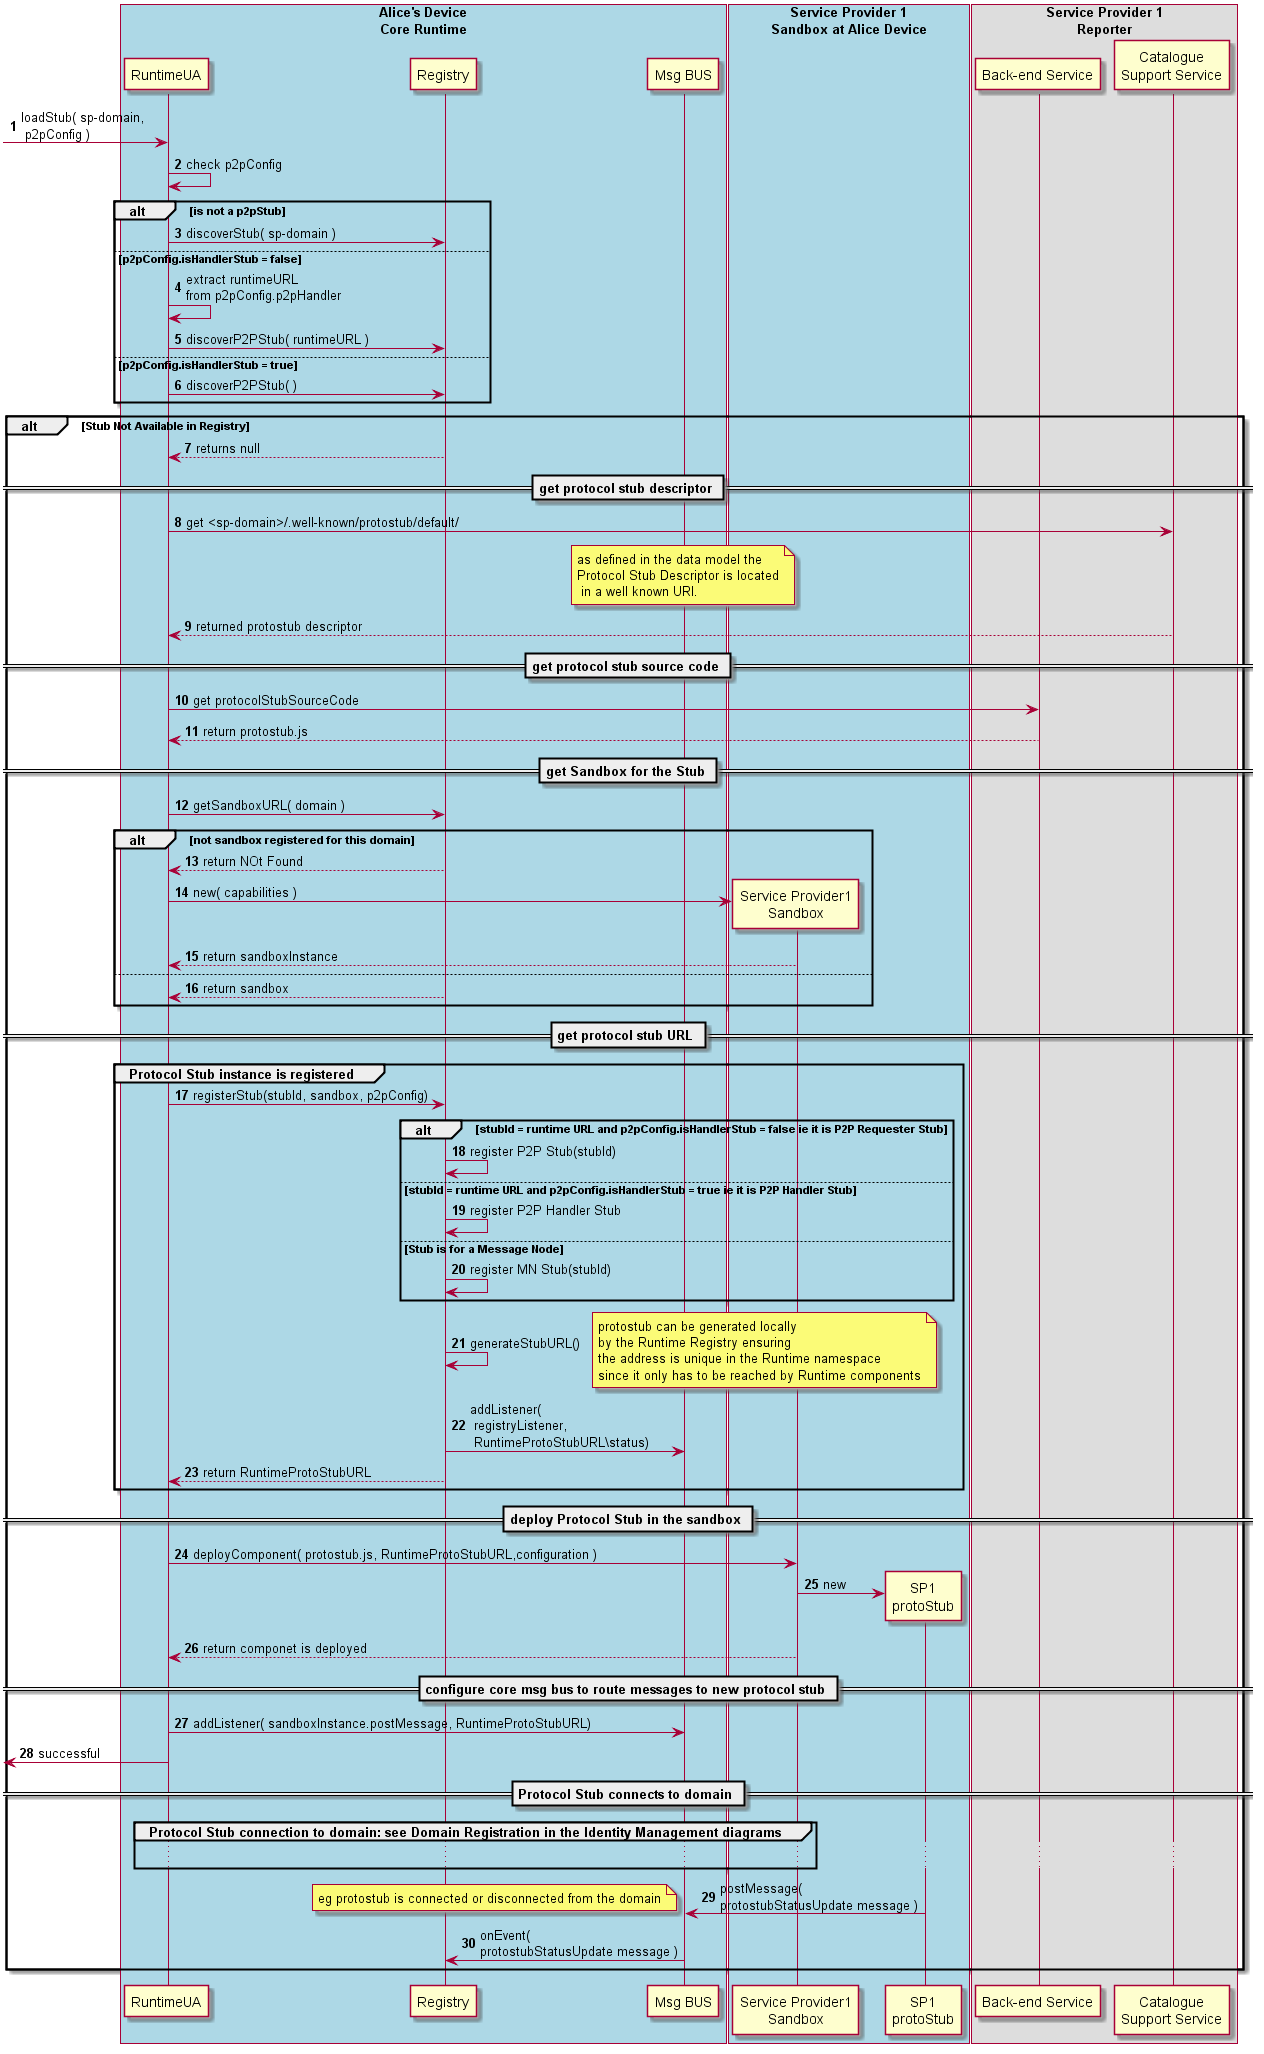 Alice's Device
Core Runtime
Service Provider 1
Sandbox at Alice Device
Service Provider 1
Reporter
RuntimeUA
Registry
Msg BUS
Back-end Service
Catalogue
Support Service
1 loadStub( sp-domain,
p2pConfig )
2 check p2pConfig
alt [is not a p2pStub]
3 discoverStub( sp-domain )
[p2pConfig.isHandlerStub = false]
4 extract runtimeURL
from p2pConfig.p2pHandler
5 discoverP2PStub( runtimeURL )
[p2pConfig.isHandlerStub = true]
6 discoverP2PStub( )
alt [Stub Not Available in Registry]
7 returns null
get protocol stub descriptor
8 get <sp-domain>/.well-known/protostub/default/
as defined in the data model the
Protocol Stub Descriptor is located
in a well known URI.
9 returned protostub descriptor
get protocol stub source code
10 get protocolStubSourceCode
11 return protostub.js
get Sandbox for the Stub
12 getSandboxURL( domain )
alt [not sandbox registered for this domain]
13 return NOt Found
14 new( capabilities )
Service Provider1
Sandbox
15 return sandboxInstance
16 return sandbox
get protocol stub URL
Protocol Stub instance is registered
17 registerStub(stubId, sandbox, p2pConfig)
alt [stubId = runtime URL and p2pConfig.isHandlerStub = false ie it is P2P Requester Stub]
18 register P2P Stub(stubId)
[stubId = runtime URL and p2pConfig.isHandlerStub = true ie it is P2P Handler Stub]
19 register P2P Handler Stub
[Stub is for a Message Node]
20 register MN Stub(stubId)
protostub can be generated locally
by the Runtime Registry ensuring
the address is unique in the Runtime namespace
since it only has to be reached by Runtime components
21 generateStubURL()
22 addListener(
registryListener,
RuntimeProtoStubURL\status)
23 return RuntimeProtoStubURL
deploy Protocol Stub in the sandbox
24 deployComponent( protostub.js, RuntimeProtoStubURL,configuration )
25 new
SP1
protoStub
26 return componet is deployed
configure core msg bus to route messages to new protocol stub
27 addListener( sandboxInstance.postMessage, RuntimeProtoStubURL)
28 successful
Protocol Stub connects to domain
Protocol Stub connection to domain: see Domain Registration in the Identity Management diagrams
eg protostub is connected or disconnected from the domain
29 postMessage(
protostubStatusUpdate message )
30 onEvent(
protostubStatusUpdate message )
RuntimeUA
Registry
Msg BUS
Service Provider1
Sandbox
SP1
protoStub
Back-end Service
Catalogue
Support Service